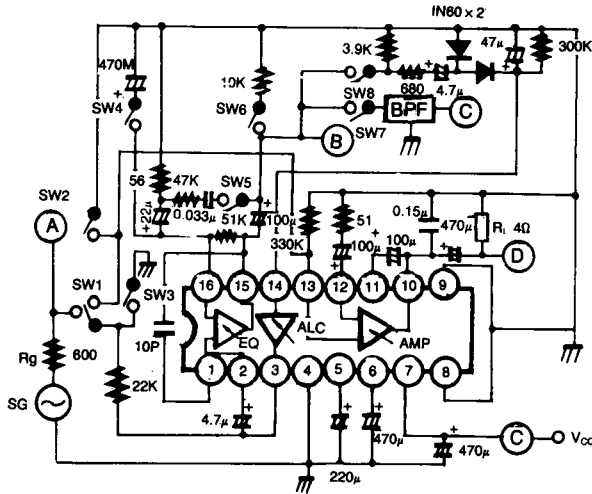 IN60 × 2
3.9K
47μ
300K
470M
10K
680
4.7μ
SW4
SW6
SW8
BPF
C
SW7
B
56
47K
SW5
SW2
0.033μ
A
22μ
51K
100μ
330K
51
100μ
0.15μ
470μ
RL 4Ω
100μ
D
SW1
SW3
16
15
14
13
12
11
10
9
EQ
ALC
AMP
10P
Rg
600
1
2
3
4
5
6
7
8
SG
22K
4.7μ
220μ
470μ
470μ
C
VCC
+